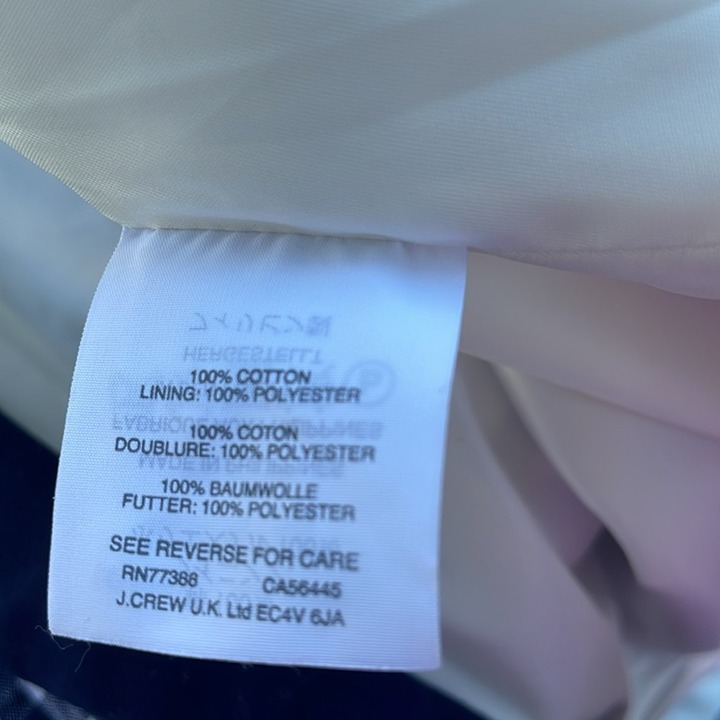 100% COTTON
LINING: 100% POLYESTER
100% COTON
DOUBLURE: 100% POLYESTER
100% BAUMWOLLE
FUTTER: 100% POLYESTER
SEE REVERSE FOR CARE
RN77388 CA56445
J.CREW U.K. Ltd EC4V 6JA